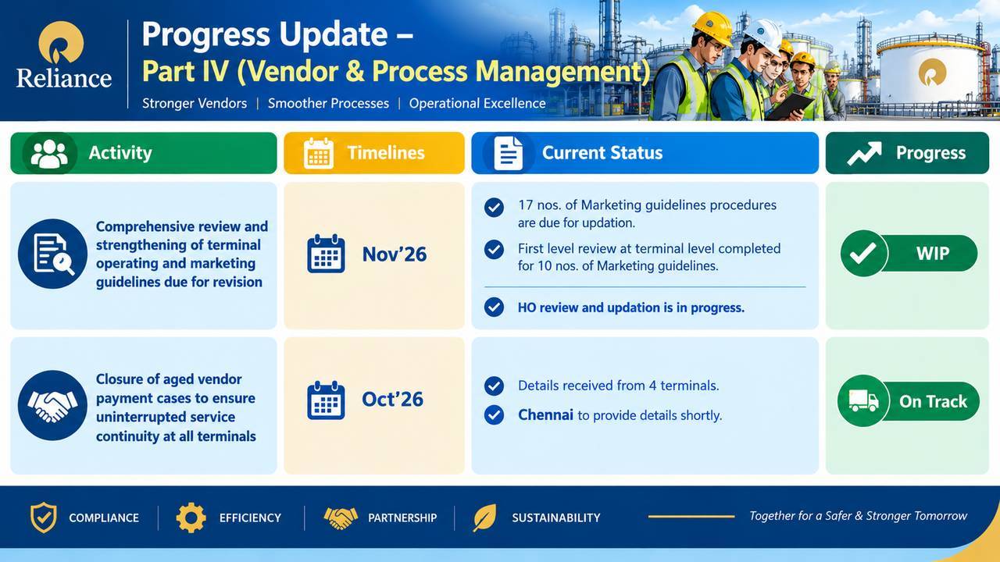 Reliance
Progress Update –
Part IV (Vendor & Process Management)
Stronger Vendors | Smoother Processes | Operational Excellence
Activity
Timelines
Current Status
Progress
Comprehensive review and
strengthening of terminal
operating and marketing
guidelines due for revision
Nov’26
17 nos. of Marketing guidelines procedures
are due for updation.
First level review at terminal level completed
for 10 nos. of Marketing guidelines.
HO review and updation is in progress.
WIP
Closure of aged vendor
payment cases to ensure
uninterrupted service
continuity at all terminals
Oct’26
Details received from 4 terminals.
Chennai to provide details shortly.
On Track
COMPLIANCE
EFFICIENCY
PARTNERSHIP
SUSTAINABILITY
Together for a Safer & Stronger Tomorrow